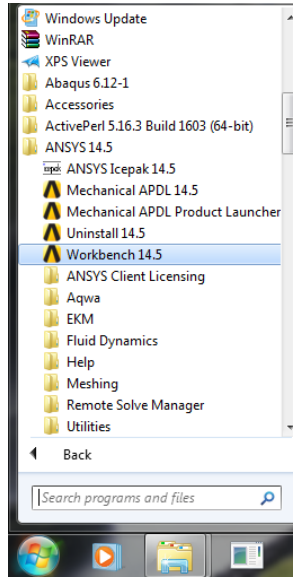 Windows Update
WinRAR
XPS Viewer
Abaqus 6.12-1
Accessories
ActivePerl 5.16.3 Build 1603 (64-bit)
ANSYS 14.5
ANSYS Icepak 14.5
Mechanical APDL 14.5
Mechanical APDL Product Launcher
Uninstall 14.5
Workbench 14.5
ANSYS Client Licensing
Aqwa
EKM
Fluid Dynamics
Help
Meshing
Remote Solve Manager
Utilities
Back
Search programs and files